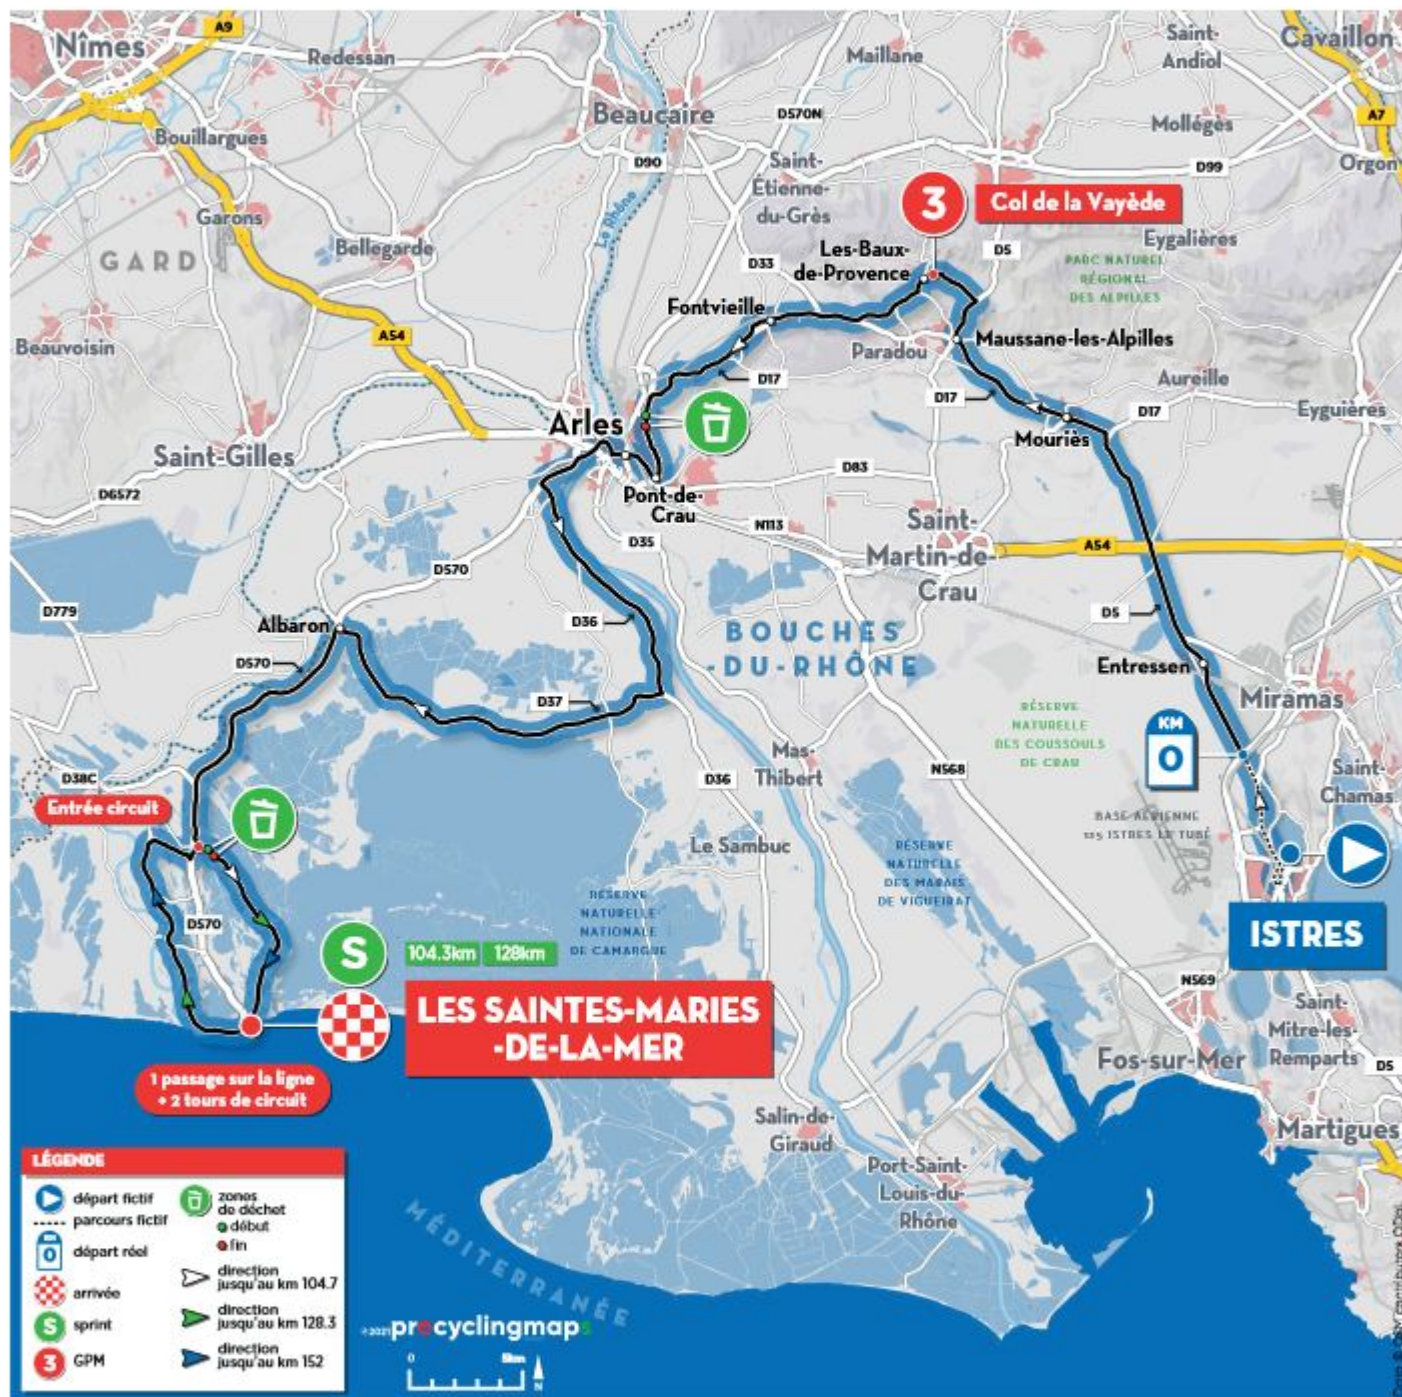 Nîmes
A9
Redessan
Bouillargues
Garons
GARD
Bellegarde
Beauvoisin
A54
Beaucaire
Le Rhône
D90
D570N
Maillane
Saint-
Andiol
Cavaillon
Mollégès
A7
D99
Orgon
Saint-
Étienne-
du-Grès
3
Col de la Vayède
Les-Baux-
de-Provence
D5
Eygalières
D33
PARC NATUREL
RÉGIONAL
DES ALPILLES
Fontvieille
Maussane-les-Alpilles
Paradou
D17
D17
Aureille
D17
Eyguières
Mouriès
Arles
Saint-Gilles
D6572
Pont-de-
Crau
D83
N113
D35
Saint-
Martin-de-
Crau
A54
D570
D779
Albaron
D36
D570
BOUCHES
-DU-RHÔNE
D5
Entressen
Miramas
D37
RÉSERVE
NATURELLE
DES COUSSOULS
DE CRAU
KM
0
Mas-
Thibert
D36
N568
D38C
Saint-
Chamas
Entrée circuit
BASE AÉRIENNE
125 ISTRES LE TUBÉ
Le Sambuc
RÉSERVE
NATURELLE
DES MARAIS
DE VIGUEIRAT
RÉSERVE
NATURELLE
NATIONALE
DE CAMARGUE
D570
ISTRES
S
104.3km
128km
LES SAINTES-MARIES
-DE-LA-MER
N569
Saint-
Mitre-les-
Remparts
D5
Fos-sur-Mer
1 passage sur la ligne
+ 2 tours de circuit
Salin-de-
Giraud
Martigues
Port-Saint-
Louis-du-
Rhône
MÉDITERRANÉE
LÉGENDE
départ fictif
parcours fictif
0
départ réel
arrivée
S
sprint
3
GPM
zones
de déchet
début
fin
direction
jusqu'au km 104.7
direction
jusqu'au km 128.3
direction
jusqu'au km 152
©2021 precyclingmaps
0
5km
N